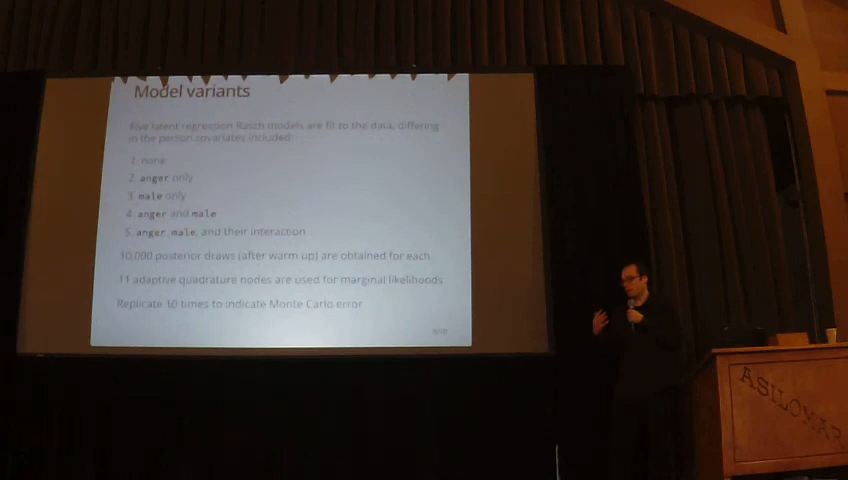 Model variants
Five latent regression Rasch models are fit to the data, differing
in the person covariates included:
1. none
2. anger only
3. male only
4. anger and male
5. anger, male, and their interaction
10,000 posterior draws (after warm up) are obtained for each
11 adaptive quadrature nodes are used for marginal likelihoods
Replicate 10 times to indicate Monte Carlo error
ASILOMAR